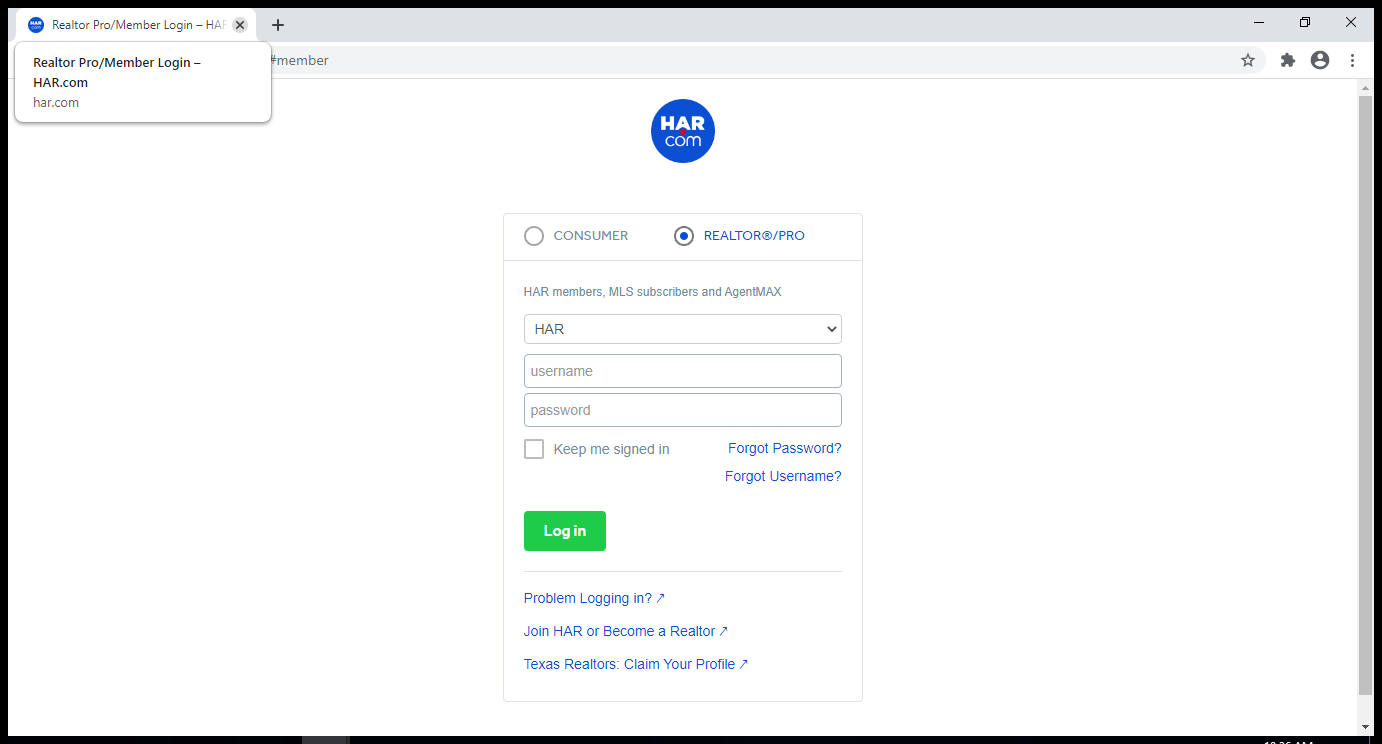 HAR
com
Realtor Pro/Member Login – HAR
Realtor Pro/Member Login –
HAR.com
har.com
#member
HAR
com
CONSUMER
REALTOR®/PRO
HAR members, MLS subscribers and AgentMAX
HAR
username
password
Keep me signed in
Forgot Password?
Forgot Username?
Log in
Problem Logging in? ↗
Join HAR or Become a Realtor ↗
Texas Realtors: Claim Your Profile ↗